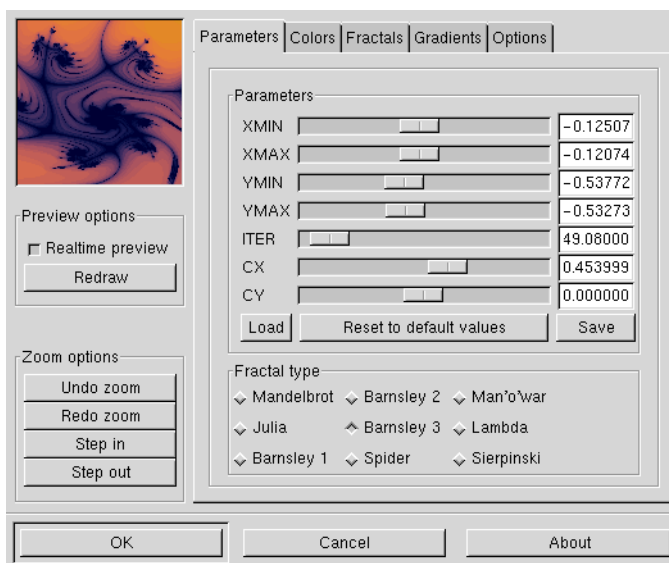 Parameters Colors Fractals Gradients Options
Parameters
XMIN -0.12507
XMAX -0.12074
YMIN -0.53772
YMAX -0.53273
ITER 49.08000
CX 0.453999
CY 0.000000
Load Reset to default values Save
Preview options
Realtime preview
Redraw
Zoom options
Undo zoom
Redo zoom
Step in
Step out
Fractal type
Mandelbrot Barnsley 2 Man'o'war
Julia Barnsley 3 Lambda
Barnsley 1 Spider Sierpinski
OK Cancel About